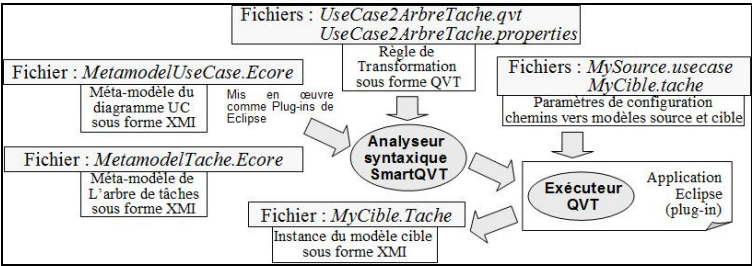 Fichiers : UseCase2ArbreTache.qvt
UseCase2ArbreTache.properties
Règle de
Transformation
sous forme QVT
Fichier : MetamodelUseCase.Ecore
Méta-modèle du
diagramme UC
sous forme XMI
Mis en œuvre
comme Plug-ins de
Eclipse
Fichiers : MySource.usecase
MyCible.tache
Paramètres de configuration
chemins vers modèles source et cible
Analyseur
syntaxique
SmartQVT
Fichier : MetamodelTache.Ecore
Méta-modèle de
L'arbre de tâches
sous forme XMI
Exécuteur
QVT
Application
Eclipse
(plug-in)
Fichier : MyCible.Tache
Instance du modèle cible
sous forme XMI